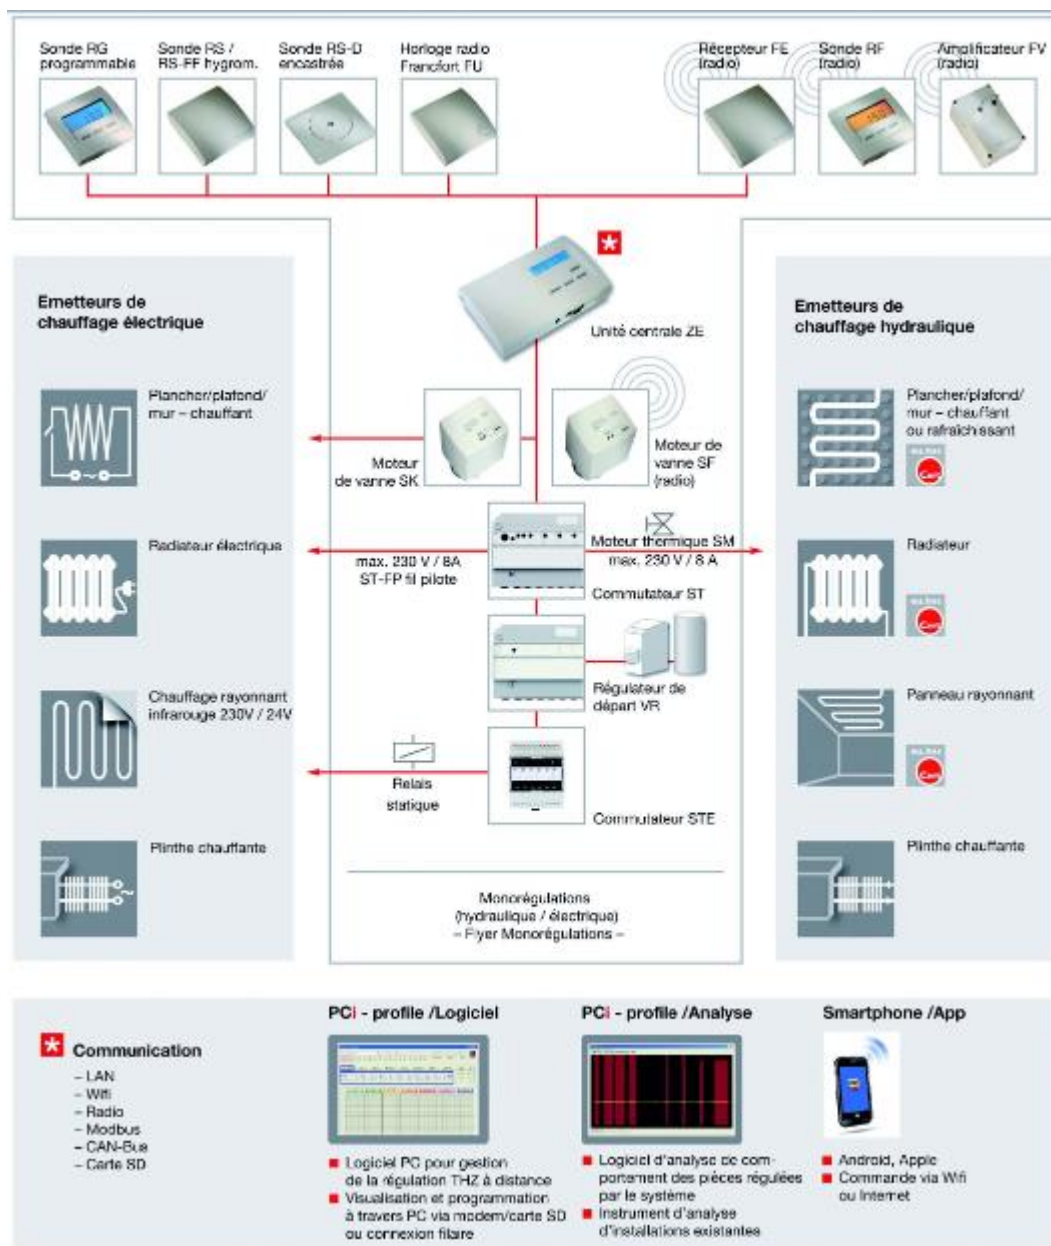 Sonde RG
programmable
Sonde RS /
RS-FF hygrom.
Sonde RS-D
encastrée
Horloge radio
Francfort FU
Récepteur FE
(radio)
Sonde RF
(radio)
Amplificateur FV
(radio)
*
Unité centrale ZE
Emetteurs de
chauffage électrique
Plancher/plafond/
mur – chauffant
Radiateur électrique
Chauffage rayonnant
infrarouge 230V / 24V
Plinthe chauffante
Moteur
de vanne SK
Moteur de
vanne SF
(radio)
max. 230 V / 8A
ST-FP fil pilote
Moteur thermique SM
max. 230 V / 8 A
Commutateur ST
Régulateur de
départ VR
Relais
statique
Commutateur STE
Monorégulations
(hydraulique / électrique)
– Flyer Monorégulations –
Emetteurs de
chauffage hydraulique
Plancher/plafond/
mur – chauffant
ou rafraîchissant
Radiateur
Panneau rayonnant
Plinthe chauffante
* Communication
– LAN
– Wifi
– Radio
– Modbus
– CAN-Bus
– Carte SD
PCi - profile /Logiciel
Logiciel PC pour gestion
de la régulation THZ à distance
Visualisation et programmation
à travers PC via modem/carte SD
ou connexion filaire
PCi - profile /Analyse
Logiciel d'analyse de com-
portement des pièces régulées
par le système
Instrument d'analyse
d'installations existantes
Smartphone /App
Android, Apple
Commande via Wifi
ou Internet